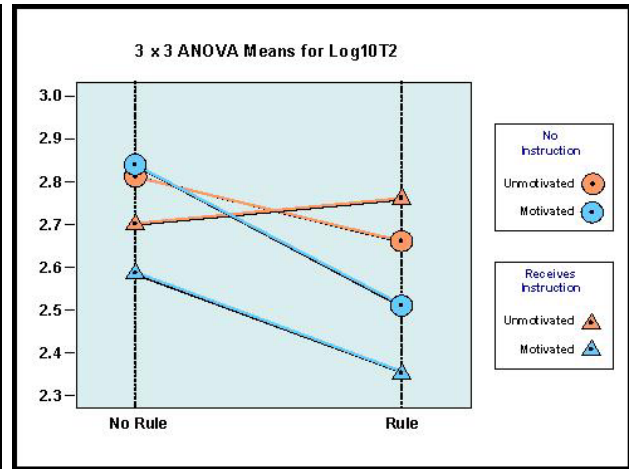 3 x 3 ANOVA Means for Log10T2
3.0
2.9
2.8
2.7
2.6
2.5
2.4
2.3
No Rule
Rule
No
Instruction
Unmotivated
Motivated
Receives
Instruction
Unmotivated
Motivated